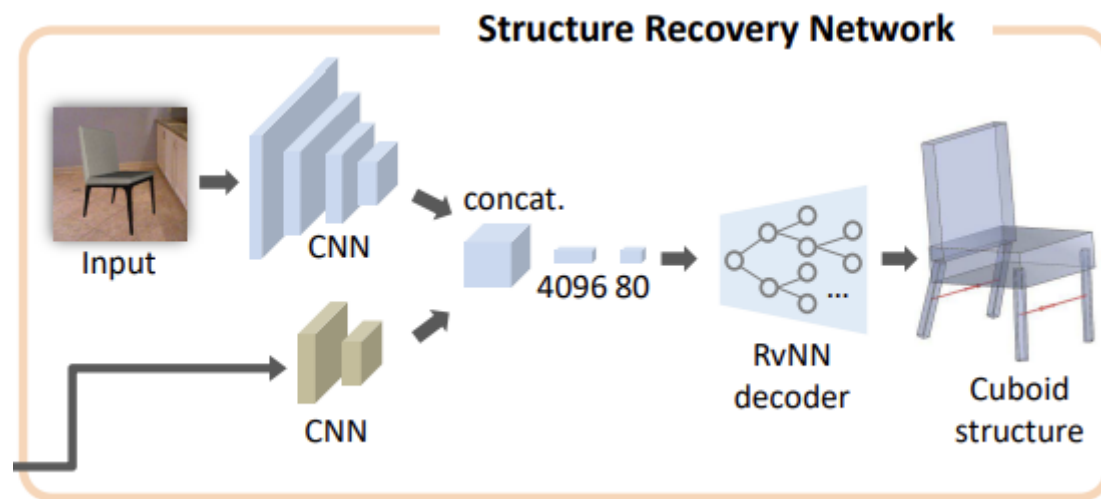 Structure Recovery Network
Input
CNN
concat.
4096 80
CNN
RvNN
decoder
...
Cuboid
structure